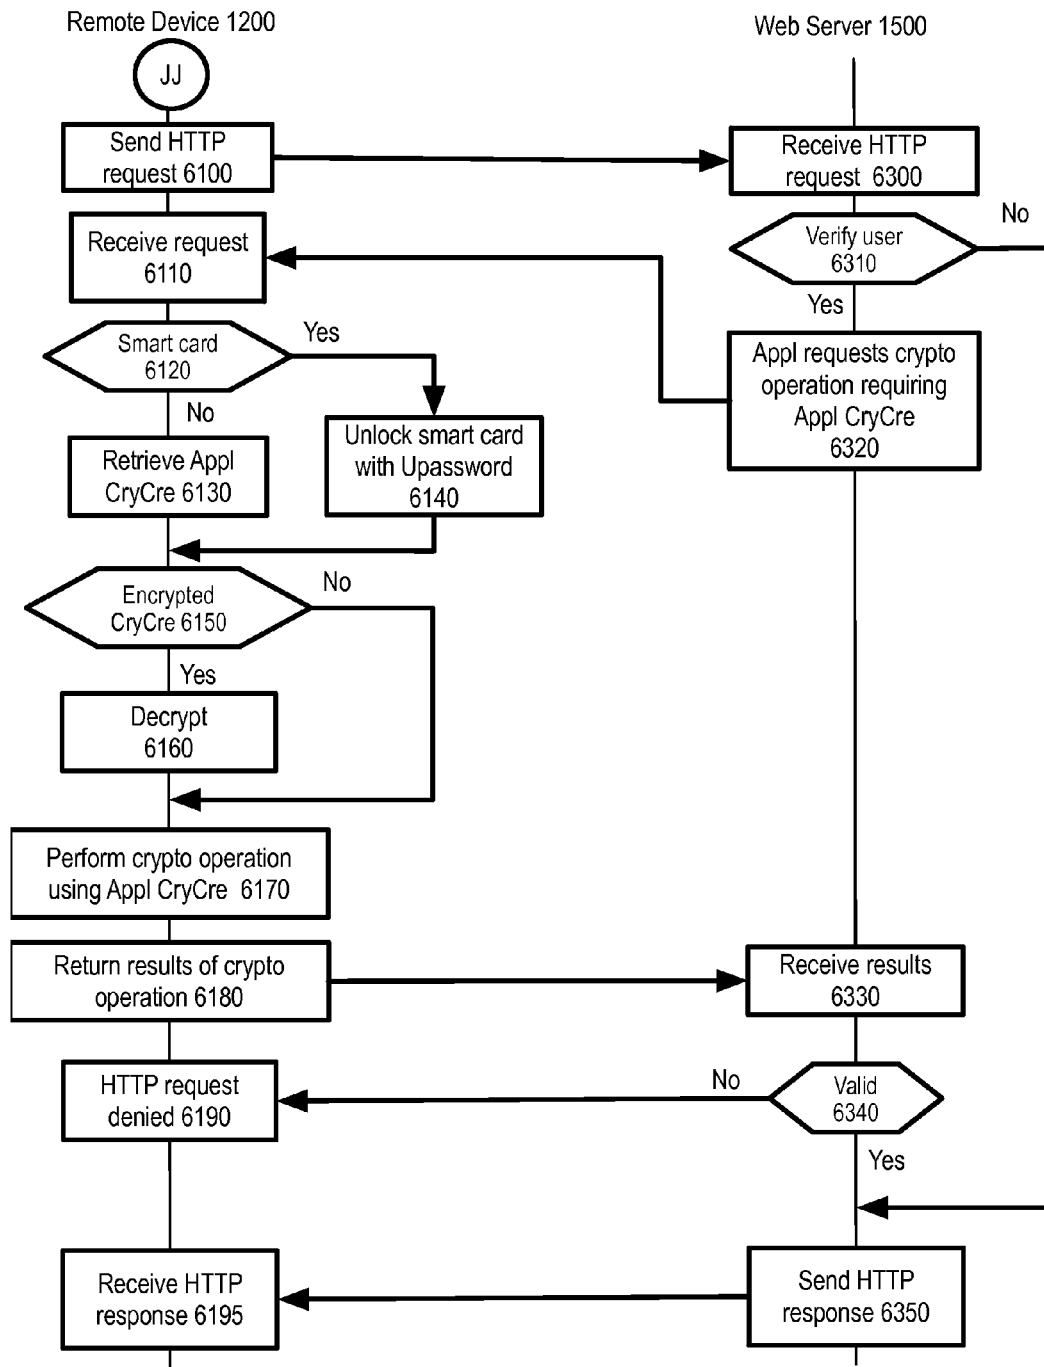 Remote Device 1200
Web Server 1500
JJ
Send HTTP
request 6100
Receive HTTP
request 6300
No
Receive request
6110
Verify user
6310
Yes
Smart card
6120
Yes
Appl requests crypto
operation requiring
Appl CryCre
6320
No
Unlock smart card
with Upassword
6140
Retrieve Appl
CryCre 6130
Encrypted
CryCre 6150
No
Yes
Decrypt
6160
Perform crypto operation
using Appl CryCre 6170
Return results of crypto
operation 6180
Receive results
6330
HTTP request
denied 6190
No
Valid
6340
Yes
Receive HTTP
response 6195
Send HTTP
response 6350